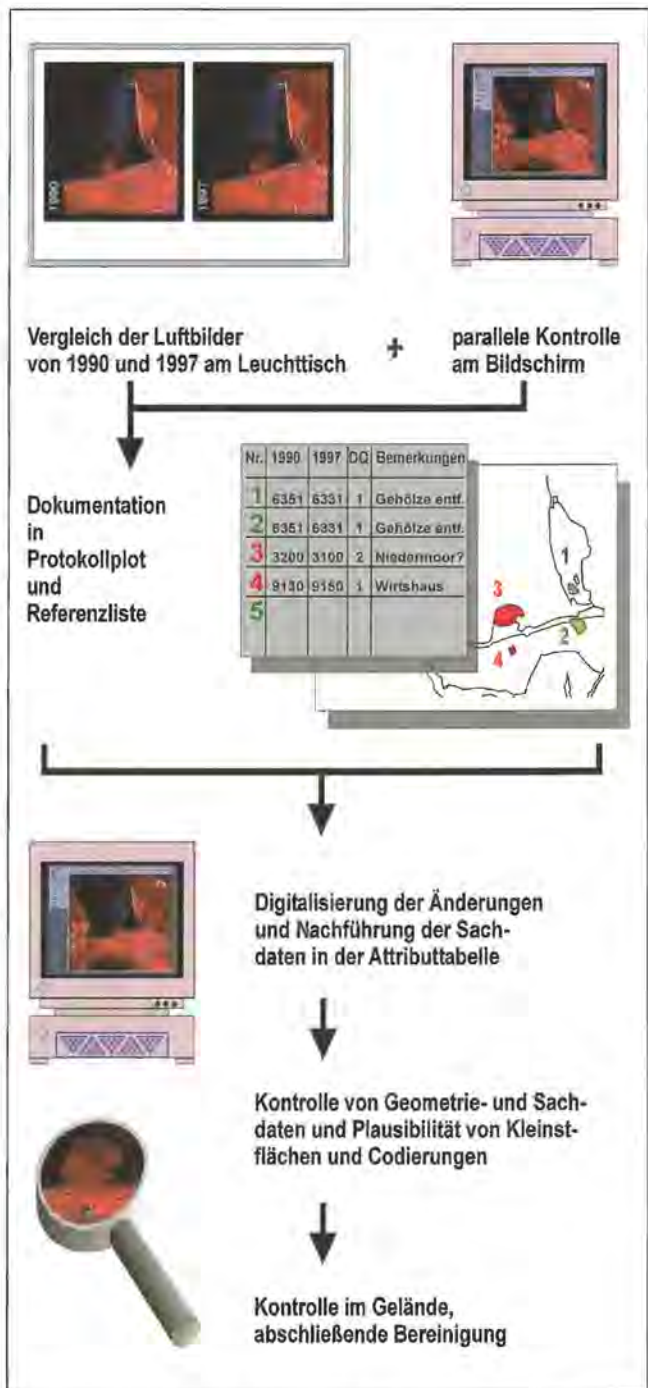 1990
1997
Vergleich der Luftbilder
von 1990 und 1997 am Leuchttisch
+
parallele Kontrolle
am Bildschirm
Dokumentation
in
Protokollplot
und
Referenzliste
Nr. 1990 1997 DQ Bemerkungen
1 6351 6331 1 Gehölze entf.
2 6351 6331 1 Gehölze entf.
3 3200 3100 2 Niedermoor?
4 9130 9150 1 Wirtshaus
5
1
3
2
4
Digitalisierung der Änderungen
und Nachführung der Sach-
daten in der Attributtabelle
Kontrolle von Geometrie- und Sach-
daten und Plausibilität von Kleinst-
flächen und Codierungen
Kontrolle im Gelände,
abschließende Bereinigung